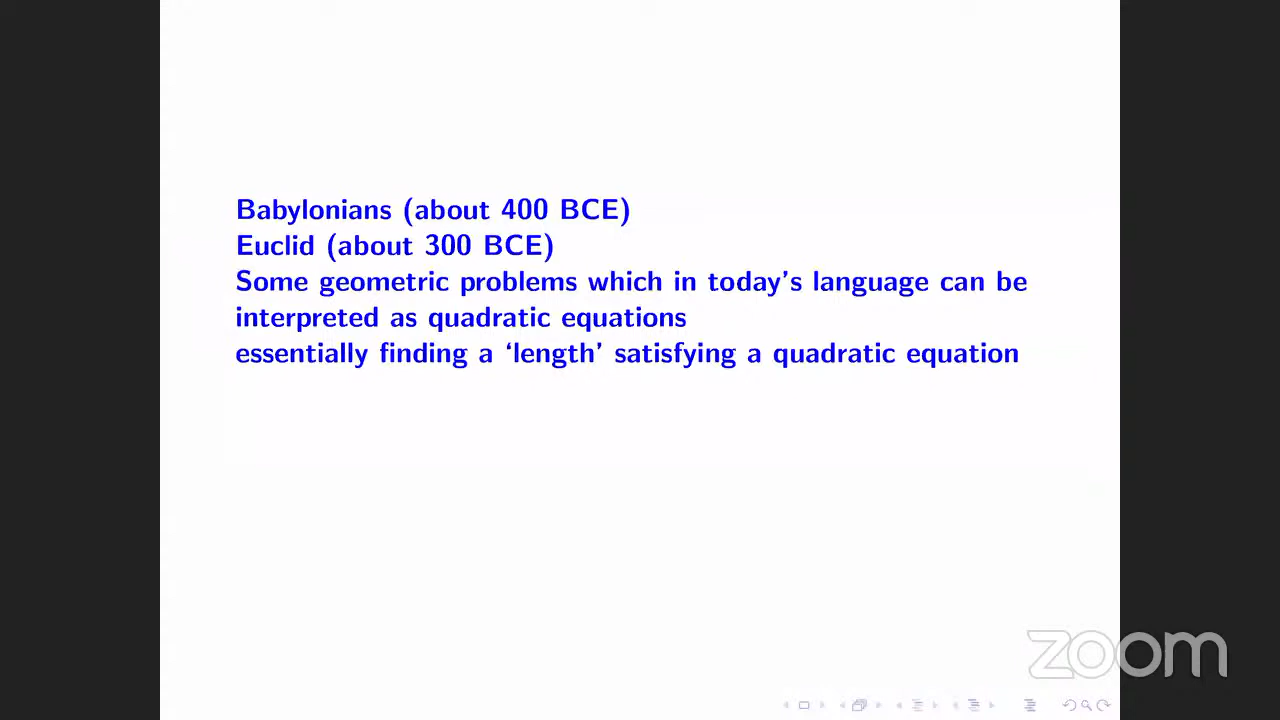 Babylonians (about 400 BCE)
Euclid (about 300 BCE)
Some geometric problems which in today's language can be
interpreted as quadratic equations
essentially finding a ‘length’ satisfying a quadratic equation
zoom